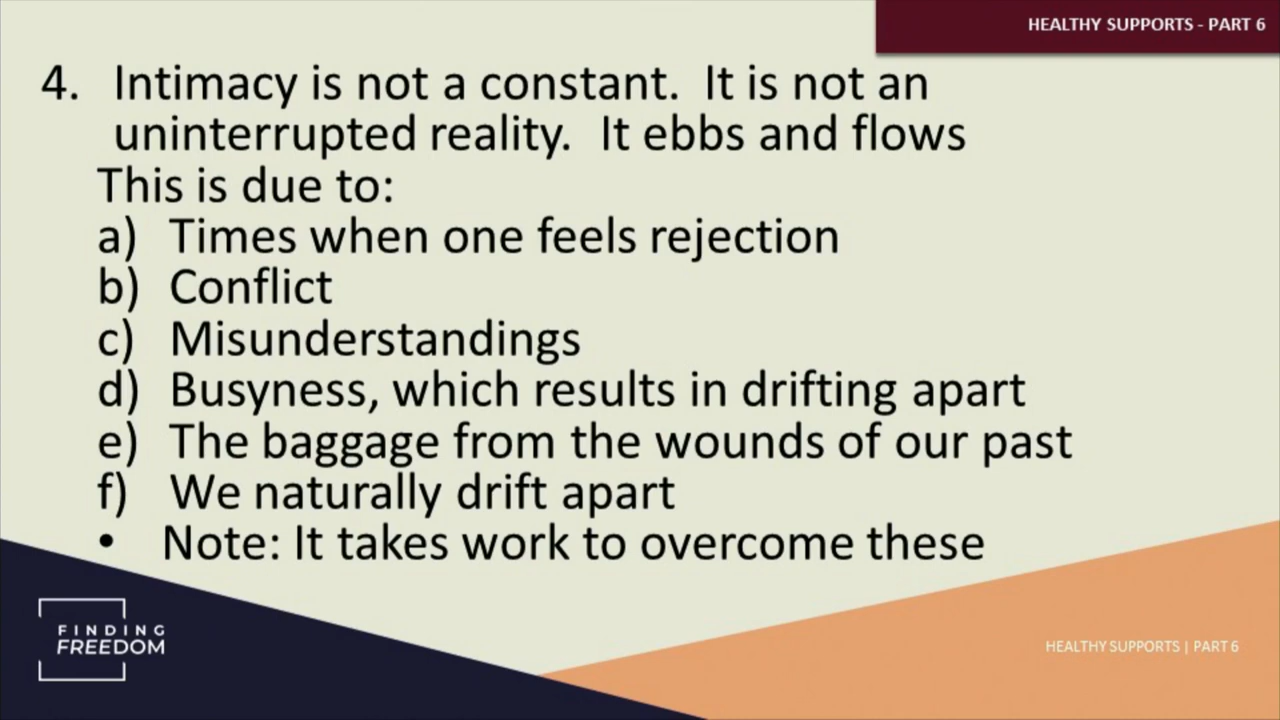 HEALTHY SUPPORTS - PART 6
4. Intimacy is not a constant. It is not an
uninterrupted reality. It ebbs and flows
This is due to:
a) Times when one feels rejection
b) Conflict
c) Misunderstandings
d) Busyness, which results in drifting apart
e) The baggage from the wounds of our past
f) We naturally drift apart
• Note: It takes work to overcome these
FINDING
FREEDOM
HEALTHY SUPPORTS | PART 6